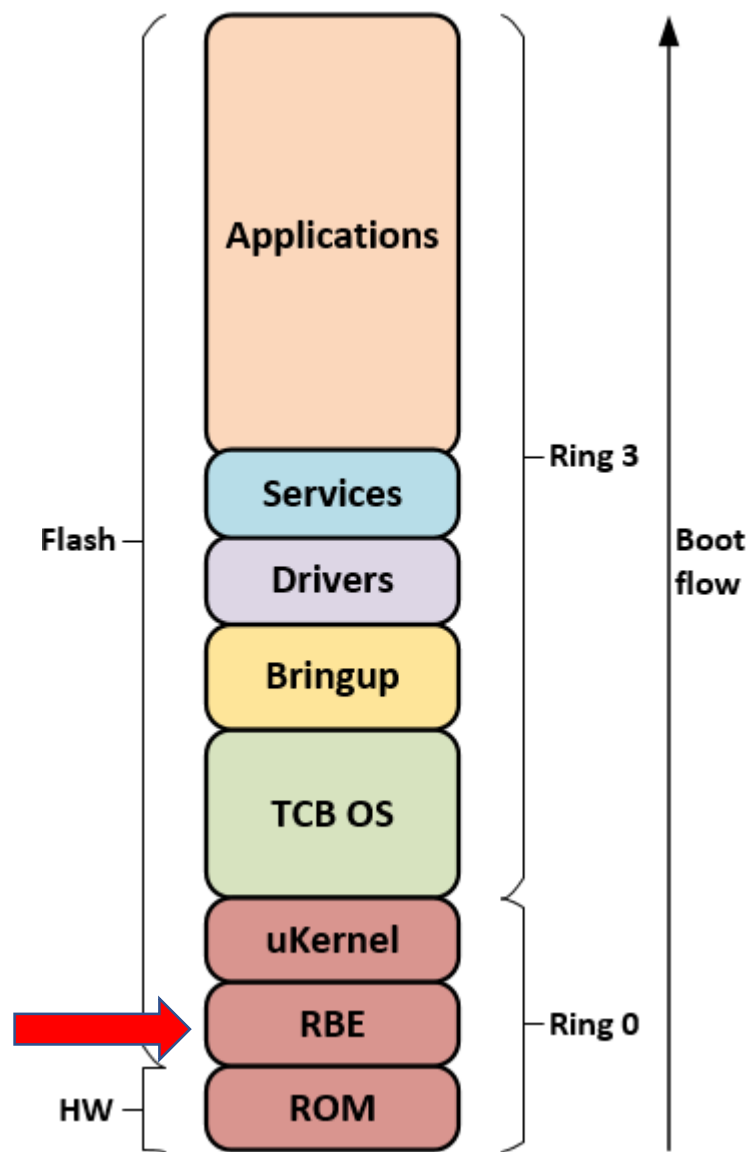 Applications
Ring 3
Services
Flash
Boot
flow
Drivers
Bringup
TCB OS
uKernel
RBE
Ring 0
HW
ROM